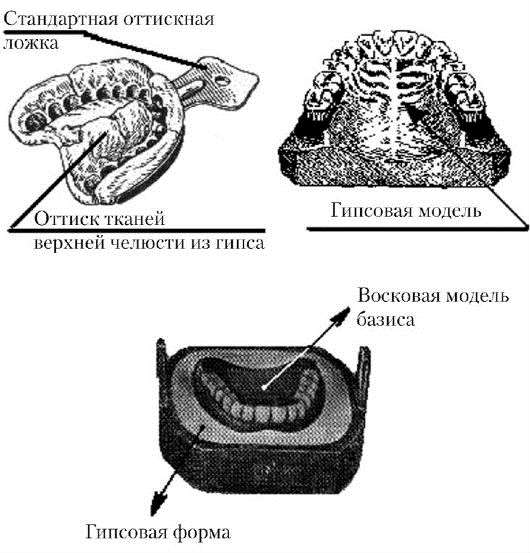 Стандартная оттискная
ложка
Оттиск тканей
верхней челюсти из гипса
Гипсовая модель
Восковая модель
базиса
Гипсовая форма